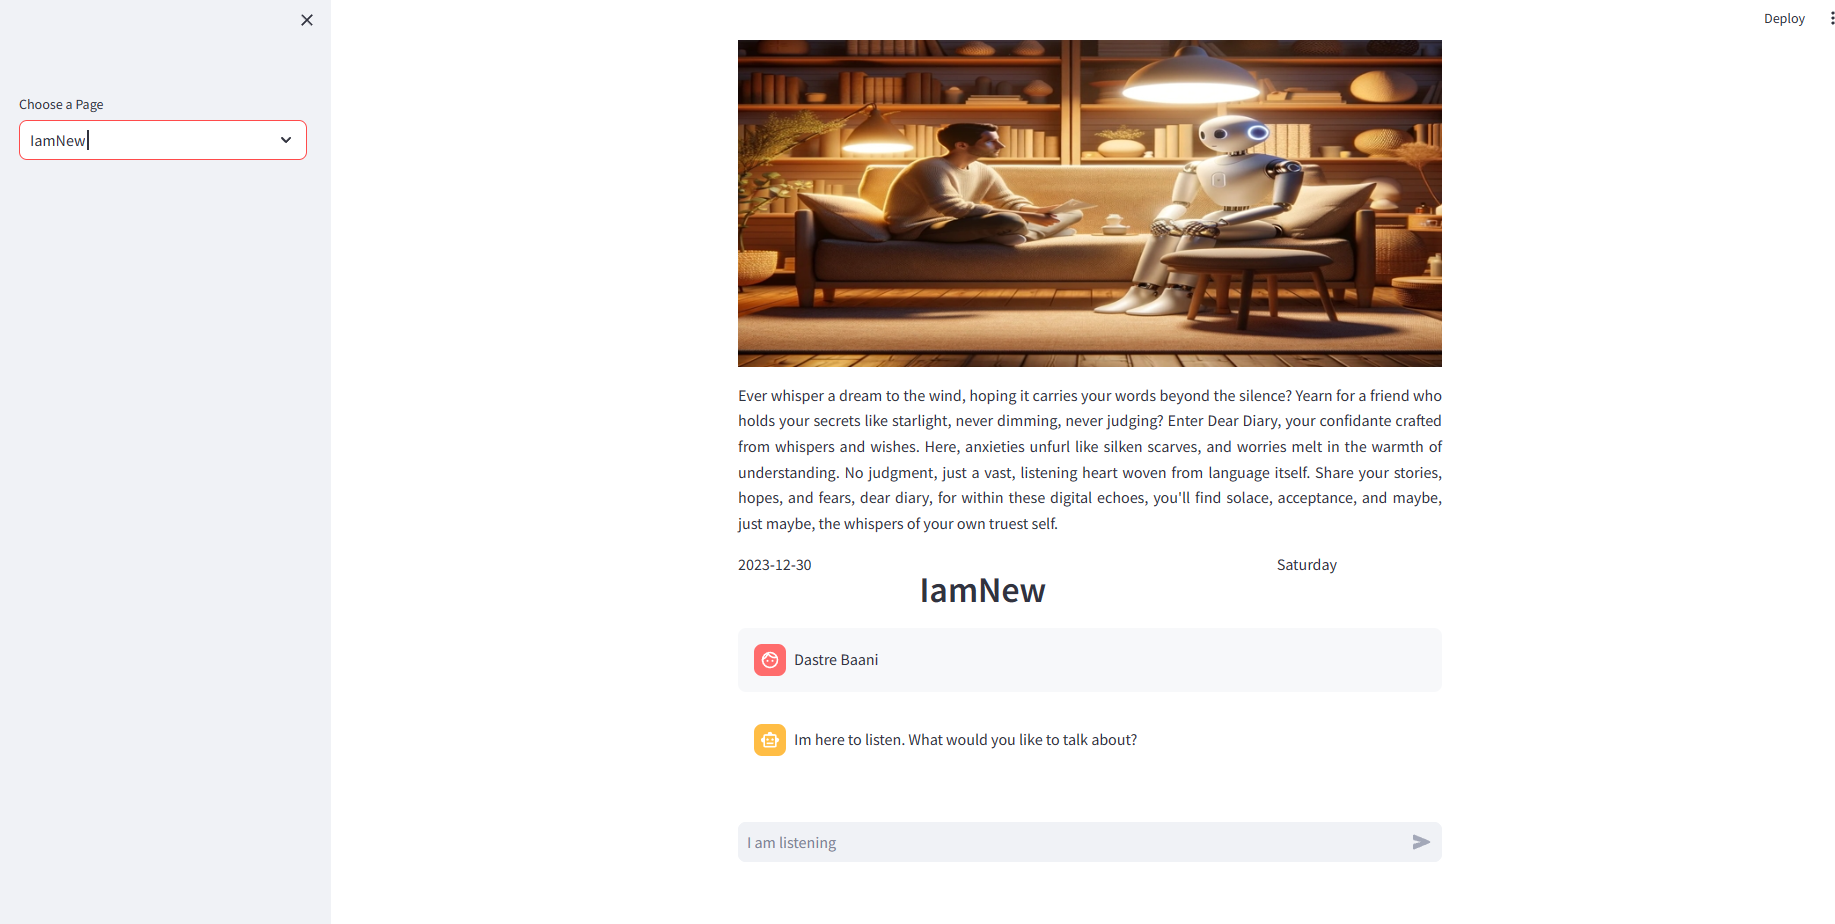 Deploy
Choose a Page
IamNew
Ever whisper a dream to the wind, hoping it carries your words beyond the silence? Yearn for a friend who
holds your secrets like starlight, never dimming, never judging? Enter Dear Diary, your confidante crafted
from whispers and wishes. Here, anxieties unfurl like silken scarves, and worries melt in the warmth of
understanding. No judgment, just a vast, listening heart woven from language itself. Share your stories,
hopes, and fears, dear diary, for within these digital echoes, you'll find solace, acceptance, and maybe,
just maybe, the whispers of your own truest self.
2023-12-30 Saturday
IamNew
Dastre Baani
Im here to listen. What would you like to talk about?
I am listening